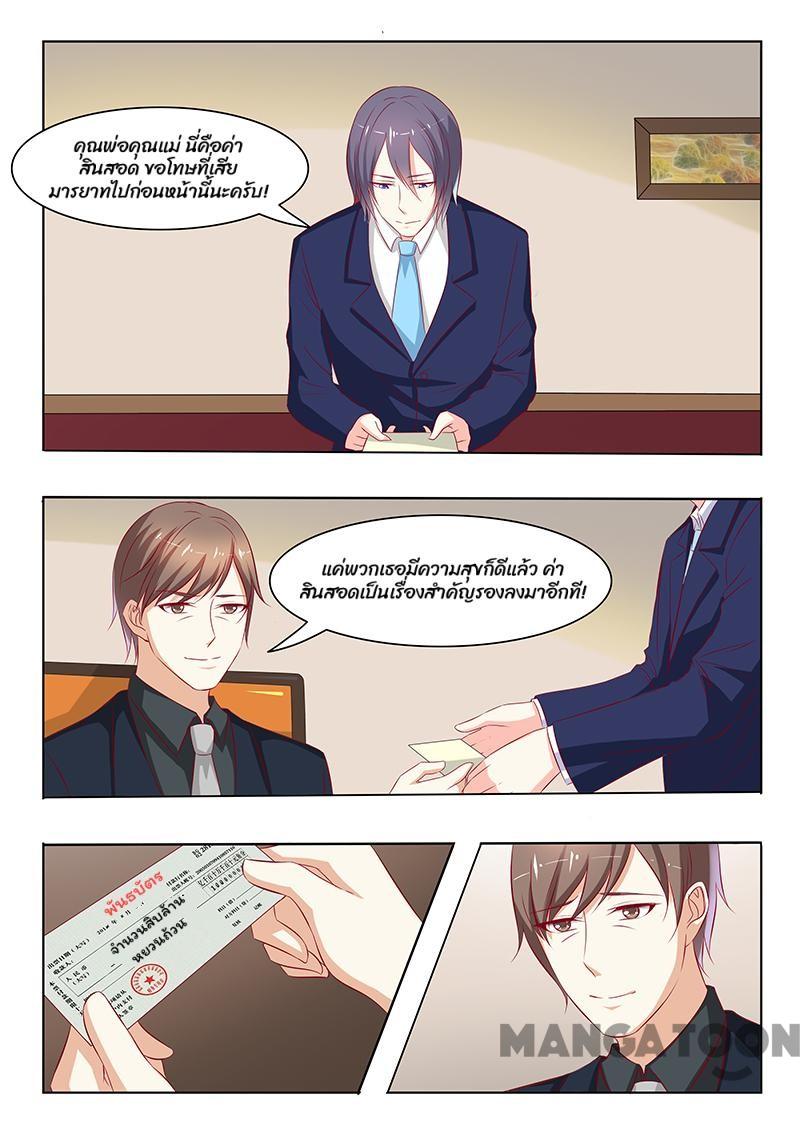 คุณพ่อคุณแม่ นี่คือค่า
สินสอด ขอโทษที่เสีย
มารยาทไปก่อนหน้านี้นะครับ!
แค่พวกเธอมีความสุขก็ดีแล้ว ค่า
สินสอดเป็นเรื่องสำคัญรองลงมาอีกที!
พันธบัตร
จำนวนสิบล้าน
หยวนถ้วน
MANGATOON